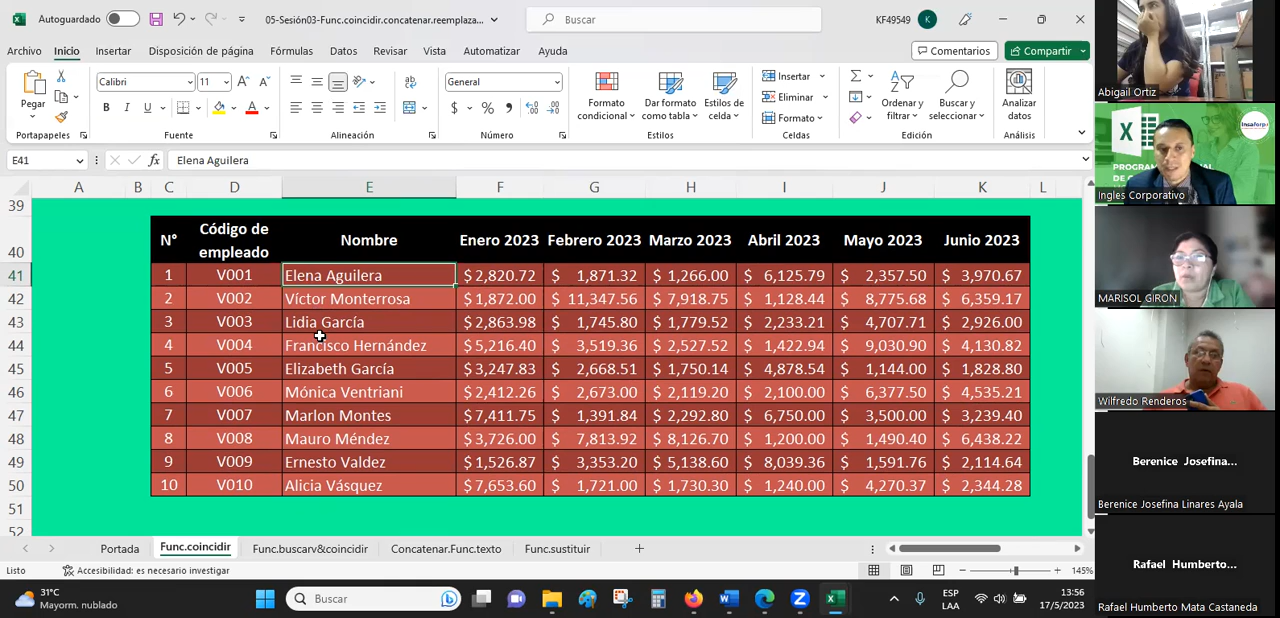 Autoguardado
05-Sesión03-Func.coincidir.concatenar.reemplaza...
Buscar
KF49549
K
Archivo Inicio Insertar Disposición de página Fórmulas Datos Revisar Vista Automatizar Ayuda
Comentarios
Compartir
Pegar
Calibri
11
N K S
General
$ % 000
Formato condicional
Dar formato como tabla
Estilos de celda
Insertar
Eliminar
Formato
Ordenar y filtrar
Buscar y seleccionar
Analizar datos
Portapapeles Fuente Alineación Número Estilos Celdas Edición Análisis
E41
fx
Elena Aguilera
A B C D E F G H I J K L
39
40 N° Código de empleado Nombre Enero 2023 Febrero 2023 Marzo 2023 Abril 2023 Mayo 2023 Junio 2023
41 1 V001 Elena Aguilera $ 2,820.72 $ 1,871.32 $ 1,266.00 $ 6,125.79 $ 2,357.50 $ 3,970.67
42 2 V002 Víctor Monterrosa $ 1,872.00 $ 11,347.56 $ 7,918.75 $ 1,128.44 $ 8,775.68 $ 6,359.17
43 3 V003 Lidia García $ 2,863.98 $ 1,745.80 $ 1,779.52 $ 2,233.21 $ 4,707.71 $ 2,926.00
44 4 V004 Francisco Hernández $ 5,216.40 $ 3,519.36 $ 2,527.52 $ 1,422.94 $ 9,030.90 $ 4,130.82
45 5 V005 Elizabeth García $ 3,247.83 $ 2,668.51 $ 1,750.14 $ 4,878.54 $ 1,144.00 $ 1,828.80
46 6 V006 Mónica Ventriani $ 2,412.26 $ 2,673.00 $ 2,119.20 $ 2,100.00 $ 6,377.50 $ 4,535.21
47 7 V007 Marlon Montes $ 7,411.75 $ 1,391.84 $ 2,292.80 $ 6,750.00 $ 3,500.00 $ 3,239.40
48 8 V008 Mauro Méndez $ 3,726.00 $ 7,813.92 $ 8,126.70 $ 1,200.00 $ 1,490.40 $ 6,438.22
49 9 V009 Ernesto Valdez $ 1,526.87 $ 3,353.20 $ 5,138.60 $ 8,039.36 $ 1,591.76 $ 2,114.64
50 10 V010 Alicia Vásquez $ 7,653.60 $ 1,721.00 $ 1,730.30 $ 1,240.00 $ 4,270.37 $ 2,344.28
51
52
Portada Func.coincidir Func.buscarv&coincidir Concatenar.Func.texto Func.sustituir
Listo
Accesibilidad: es necesario investigar
145%
31°C
Mayorm. nublado
Buscar
ESP
LAA
13:56
17/5/2023
Abigail Ortiz
Insaforp
Ingles Corporativo
MARISOL GIRON
Wilfredo Renderos
Berenice Josefina...
Berenice Josefina Linares Ayala
Rafael Humberto...
Rafael Humberto Mata Castaneda